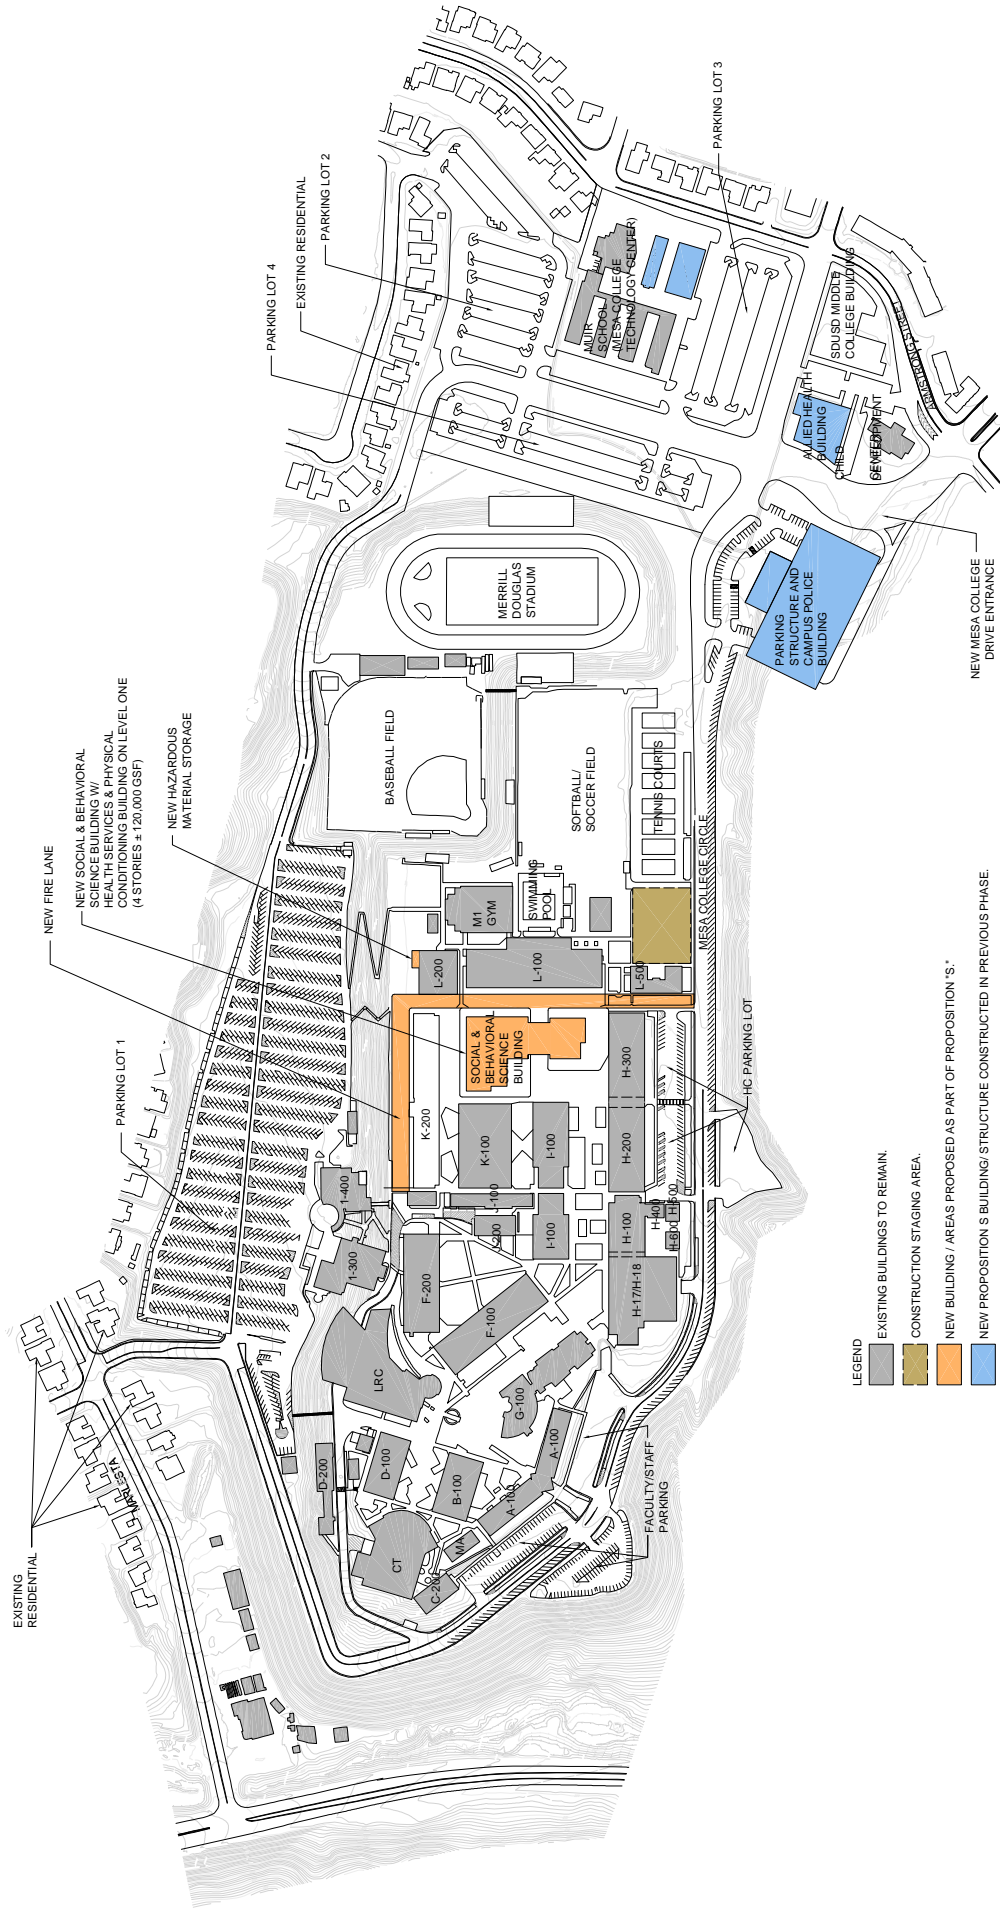 EXISTING
RESIDENTIAL
MARLESTA
PARKING LOT 1
NEW FIRE LANE
NEW SOCIAL & BEHAVIORAL
SCIENCE BUILDING W/
HEALTH SERVICES & PHYSICAL
CONDITIONING BUILDING ON LEVEL ONE
(4 STORIES ± 120,000 GSF)
NEW HAZARDOUS
MATERIAL STORAGE
PARKING LOT 4
EXISTING RESIDENTIAL
PARKING LOT 2
PARKING LOT 3
MUIR
SCHOOL
(MESA COLLEGE
TECHNOLOGY CENTER)
SDUSD MIDDLE
COLLEGE BUILDING
ALLIED HEALTH
BUILDING
CHILD
DEVELOPMENT
CENTER
ARMSTRONG STREET
NEW MESA COLLEGE
DRIVE ENTRANCE
PARKING
STRUCTURE AND
CAMPUS POLICE
BUILDING
MERRILL
DOUGLAS
STADIUM
BASEBALL FIELD
SOFTBALL/
SOCCER FIELD
TENNIS COURTS
SWIMMING
POOL
M1
GYM
L-200
L-100
L-500
MESA COLLEGE CIRCLE
SOCIAL &
BEHAVIORAL
SCIENCE
BUILDING
K-200
K-100
I-100
H-300
H-200
HC PARKING LOT
1-400
1-300
J-100
J-200
I-100
H-100
H-400
H-500
H-600
H-17/H-18
F-200
F-100
LRC
G-100
A-100
A-100
D-200
D-100
B-100
CT
MA
C-200
FACULTY/STAFF
PARKING
LEGEND
EXISTING BUILDINGS TO REMAIN.
CONSTRUCTION STAGING AREA.
NEW BUILDING / AREAS PROPOSED AS PART OF PROPOSITION "S."
NEW PROPOSITION S BUILDING/ STRUCTURE CONSTRUCTED IN PREVIOUS PHASE.